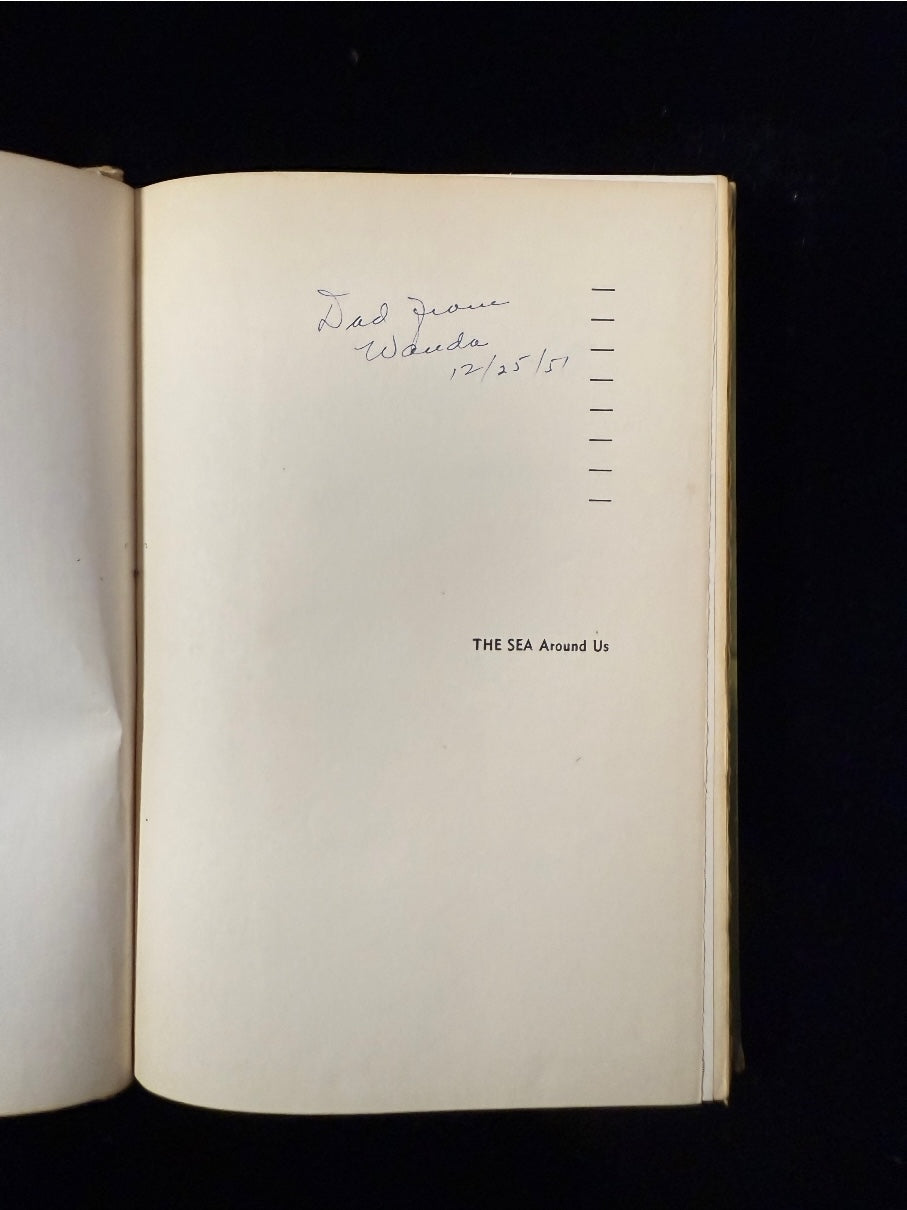 Dad from
Wanda
12/25/51
THE SEA Around Us